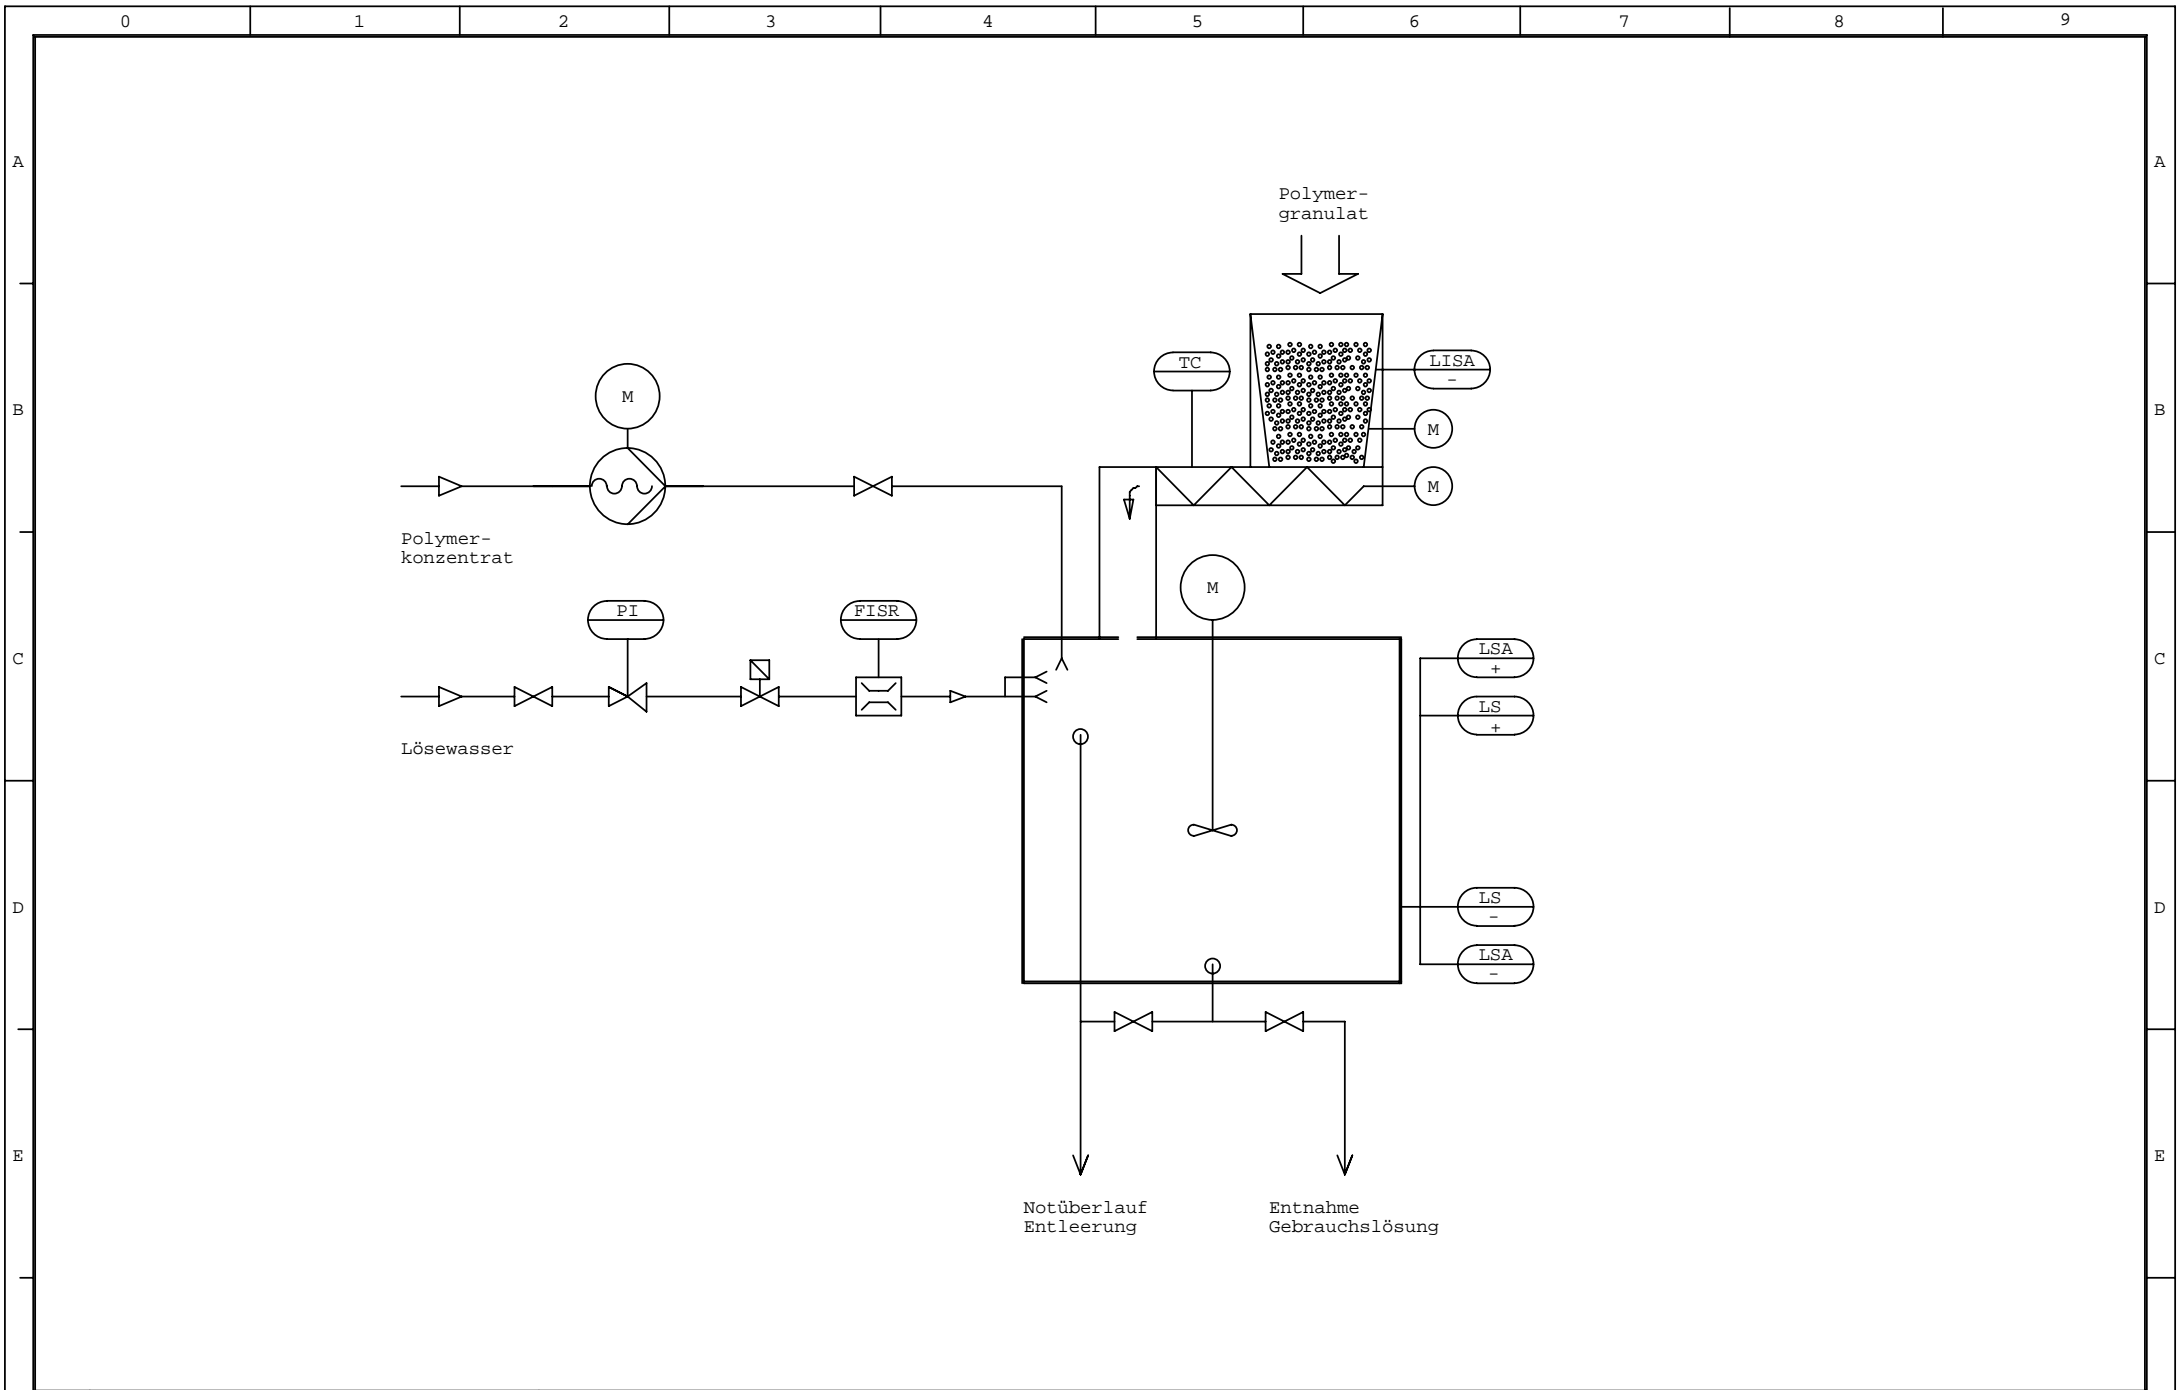 0 1 2 3 4 5 6 7 8 9
A A
Polymer-
granulat
TC
LISA
-
M
B B
M
M
Polymer-
konzentrat
M
PI
FISR
C C
LSA
+
LS
+
Lösewasser
D D
LS
-
LSA
-
E E
Notüberlauf
Entleerung
Entnahme
Gebrauchslösung